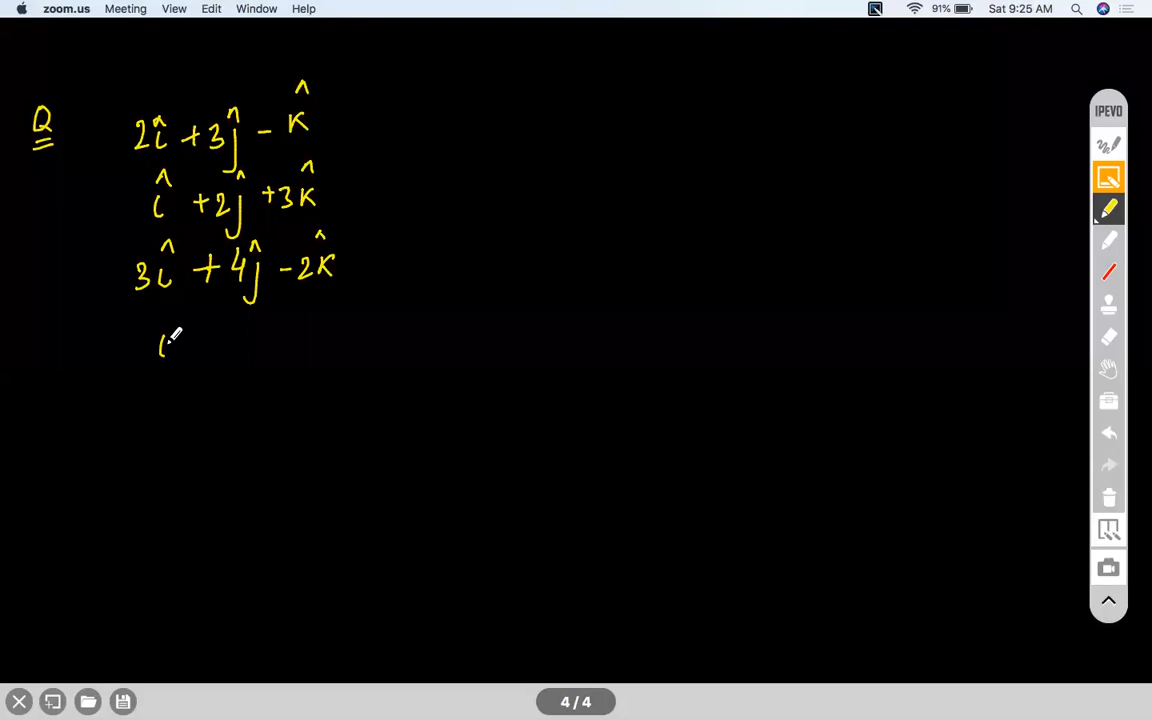 zoom.us Meeting View Edit Window Help 91% Sat 9:25 AM
IPEVO
Q 2î + 3ĵ - k̂
î + 2ĵ + 3k̂
3î + 4ĵ - 2k̂
4 / 4